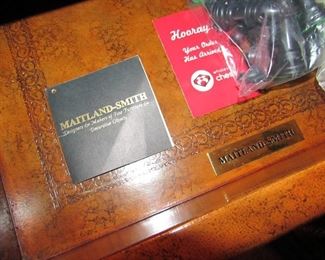 MAITLAND-SMITH
Designers & Makers of Fine Furniture &
Decorative Objects
Hooray
Your Order
Has Arrived
MAITLAND-SMITH